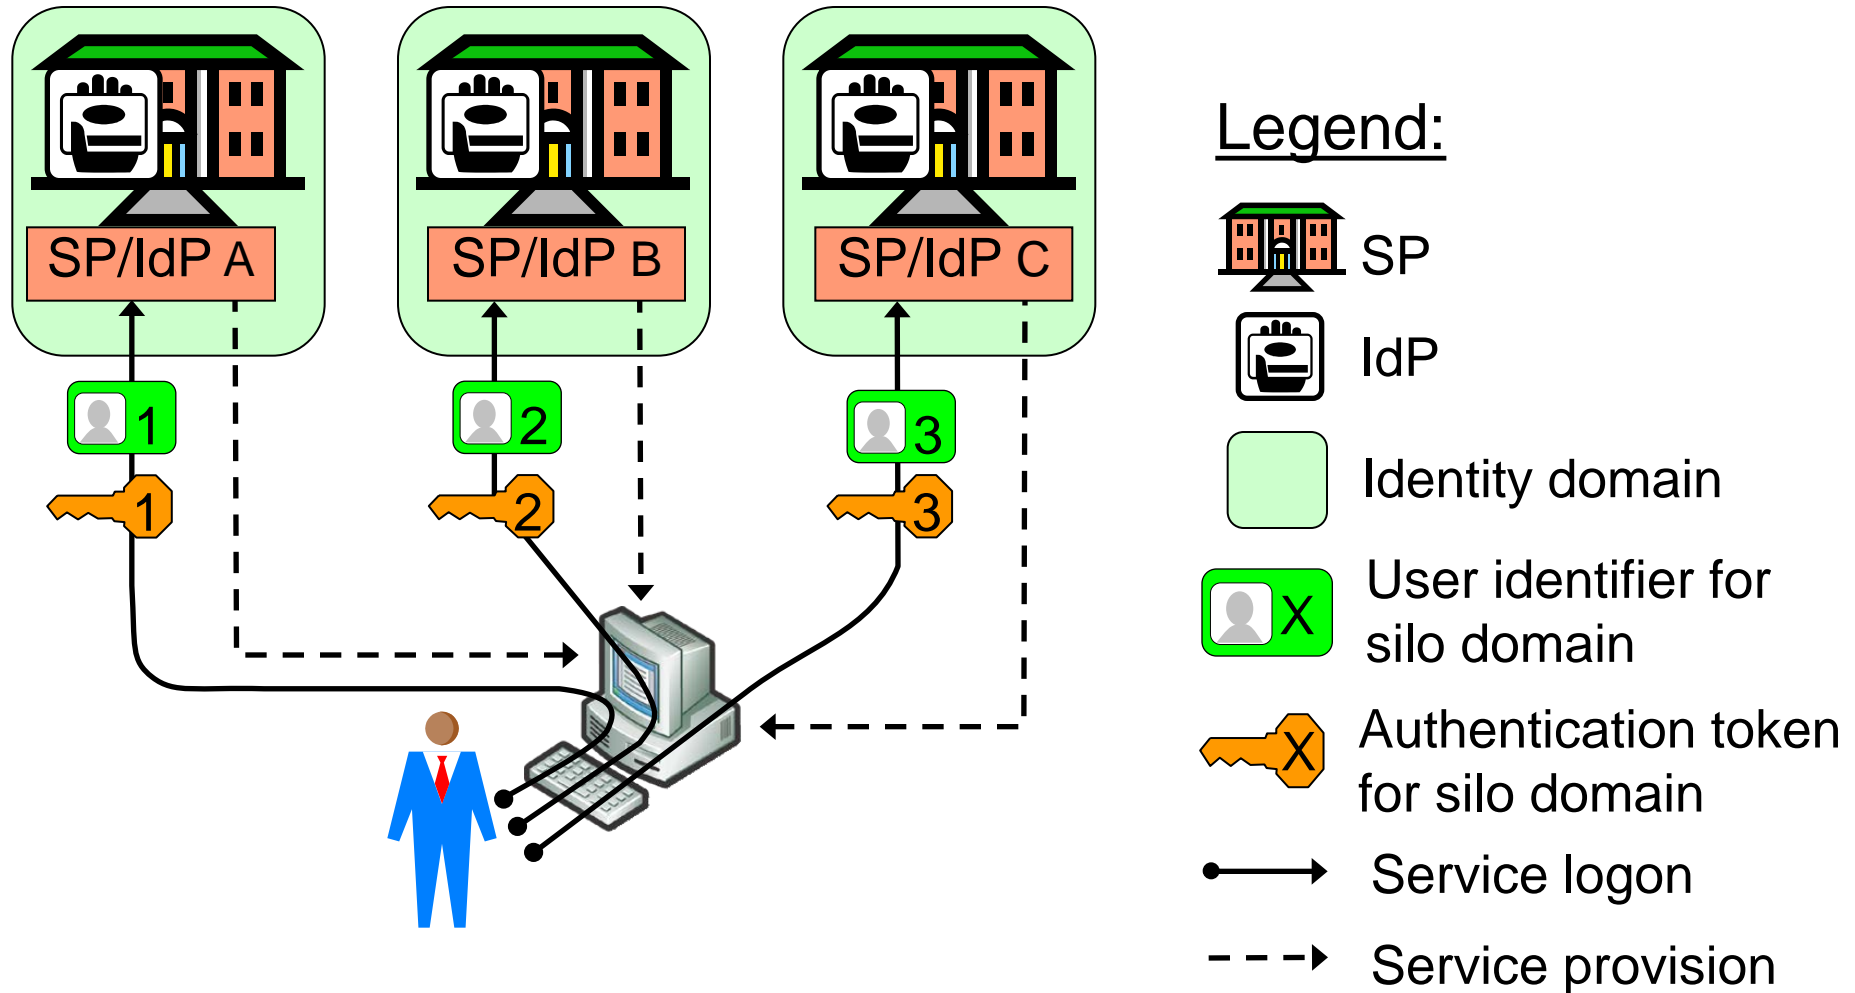 SP/IdP A
SP/IdP B
SP/IdP C
1
2
3
1
2
3
Legend:
SP
IdP
Identity domain
X
User identifier for
silo domain
X
Authentication token
for silo domain
Service logon
Service provision